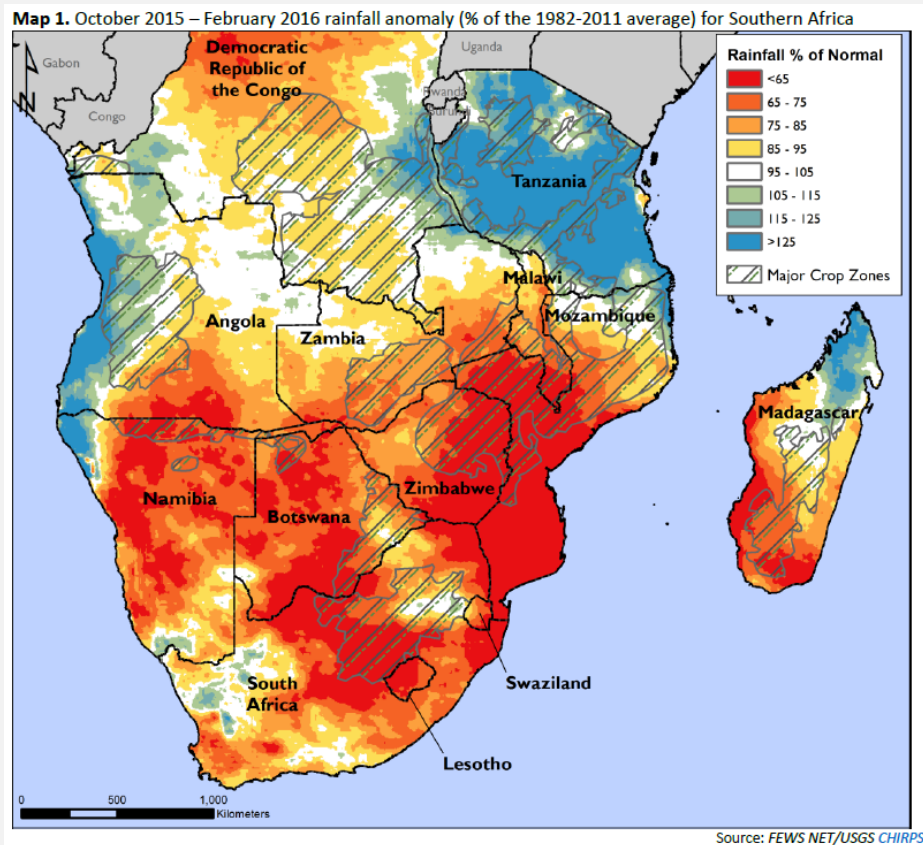 Map 1. October 2015 – February 2016 rainfall anomaly (% of the 1982-2011 average) for Southern Africa
Gabon
Congo
Democratic
Republic of
the Congo
Uganda
Rwanda
Burundi
Tanzania
Rainfall % of Normal
<65
65 - 75
75 - 85
85 - 95
95 - 105
105 - 115
115 - 125
>125
Major Crop Zones
N
Malawi
Mozambique
Angola
Zambia
Madagascar
Namibia
Botswana
Zimbabwe
South
Africa
Swaziland
Lesotho
0 500 1,000
Kilometers
Source: FEWS NET/USGS CHIRPS